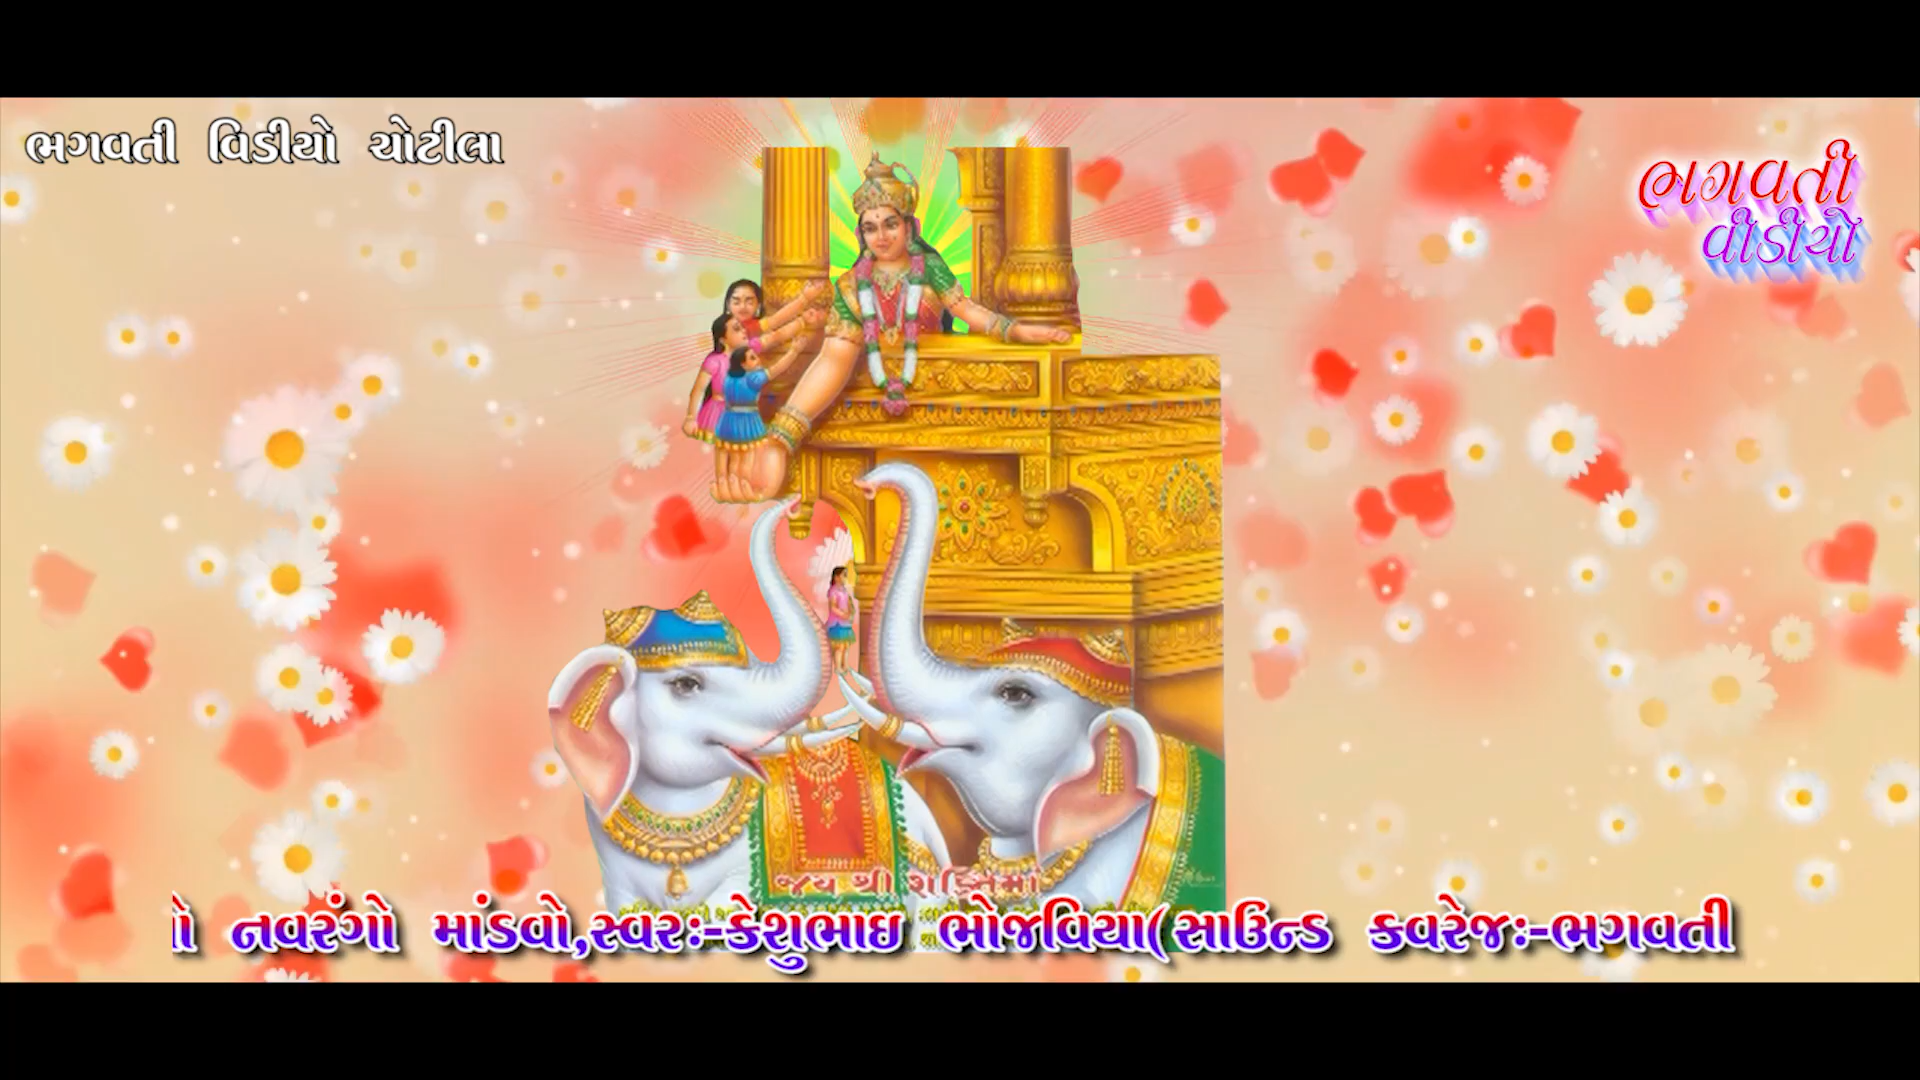 ભગવતી વિડીયો ચોટીલા
ભગવતી
વીડીયો
જય શ્રી શક્તિમાં
નવરંગો માંડવો,સ્વરઃ-કેશુભાઇ ભોજવિયા(સાઉન્ડ કવરેજઃ-ભગવતી